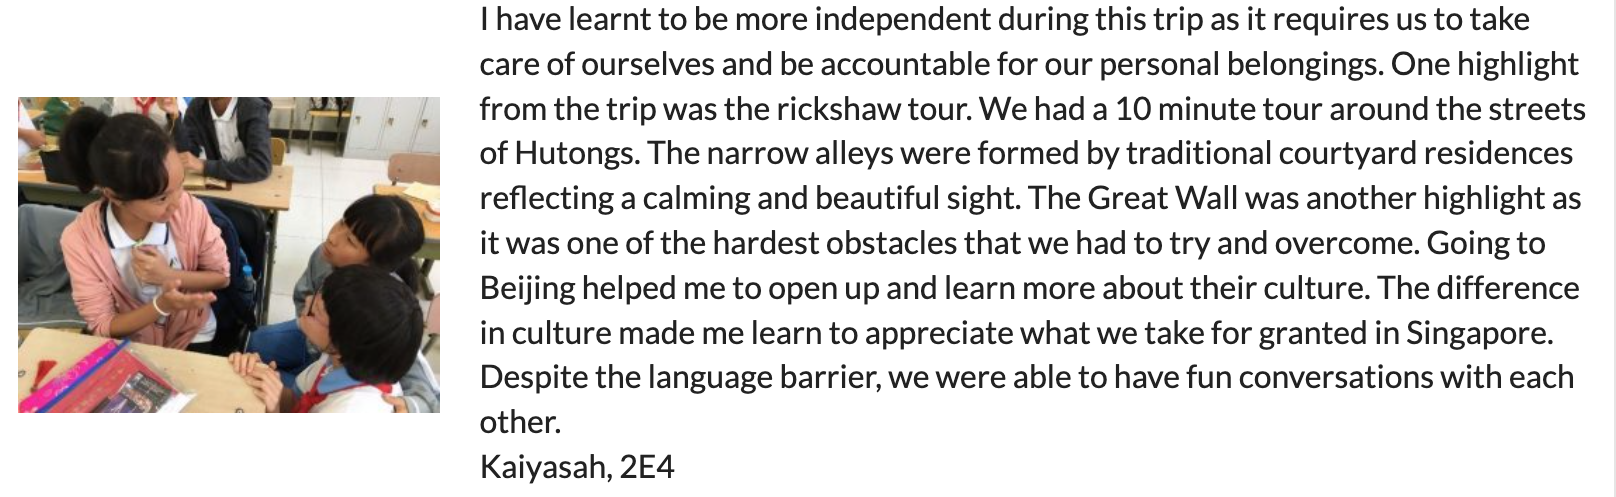 I have learnt to be more independent during this trip as it requires us to take
care of ourselves and be accountable for our personal belongings. One highlight
from the trip was the rickshaw tour. We had a 10 minute tour around the streets
of Hutongs. The narrow alleys were formed by traditional courtyard residences
reflecting a calming and beautiful sight. The Great Wall was another highlight as
it was one of the hardest obstacles that we had to try and overcome. Going to
Beijing helped me to open up and learn more about their culture. The difference
in culture made me learn to appreciate what we take for granted in Singapore.
Despite the language barrier, we were able to have fun conversations with each
other.
Kaiyasah, 2E4